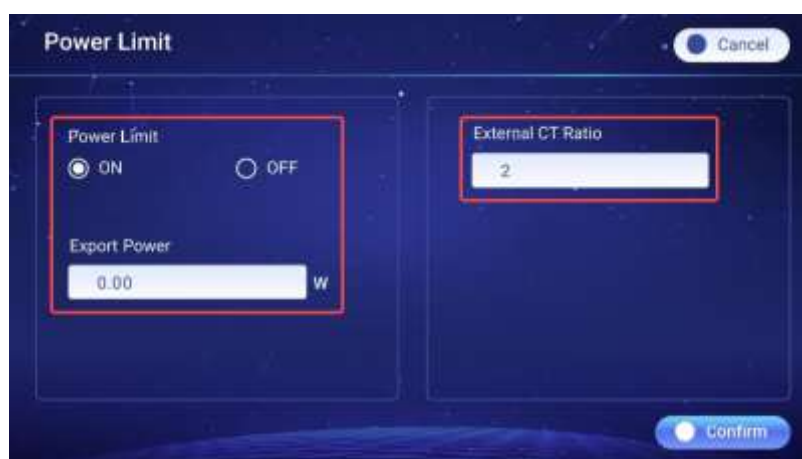 Power Limit
Cancel
Power Limit
ON OFF
Export Power
0.00 W
External CT Ratio
2
Confirm